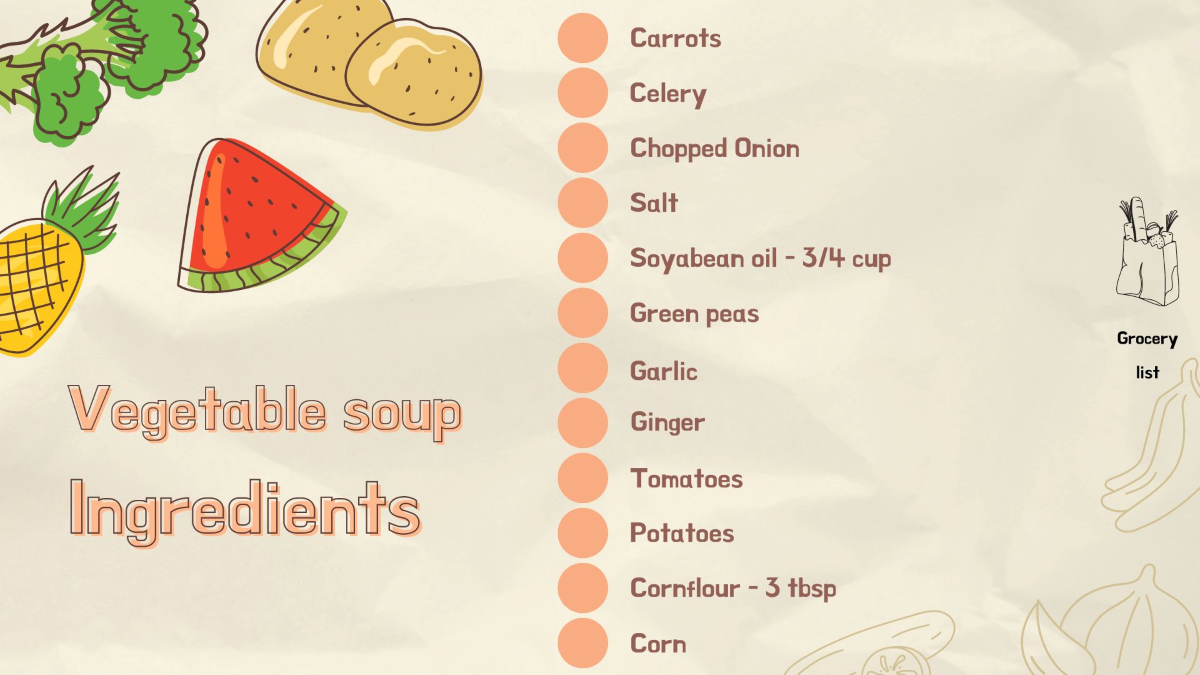 Vegetable soup
Ingredients
Carrots
Celery
Chopped Onion
Salt
Soyabean oil - 3/4 cup
Green peas
Garlic
Ginger
Tomatoes
Potatoes
Cornflour - 3 tbsp
Corn
Grocery
list